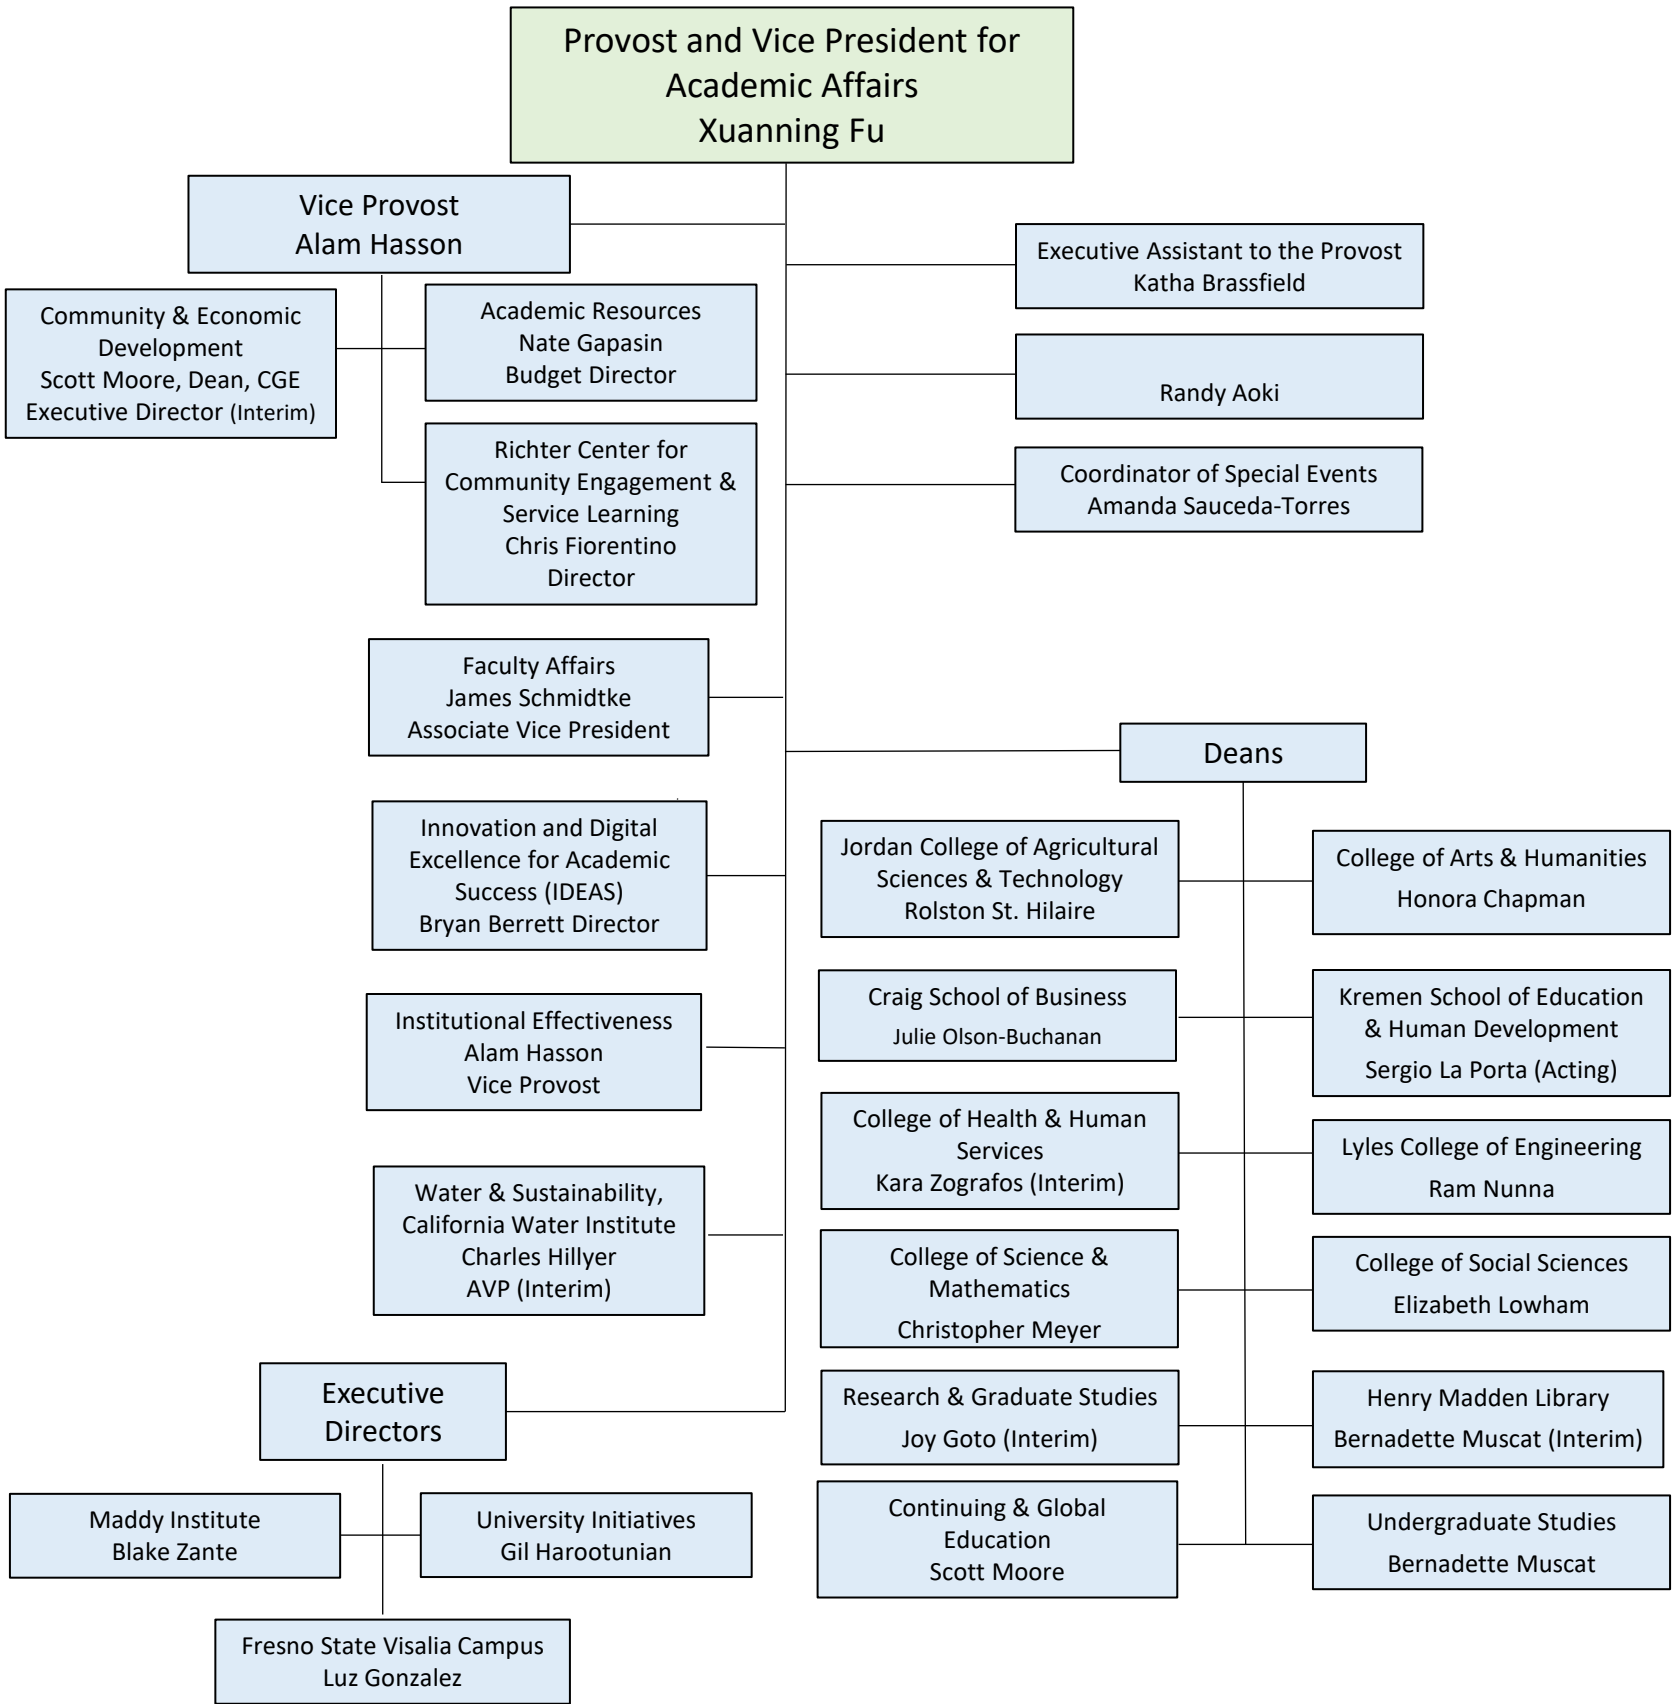 Provost and Vice President for
Academic Affairs
Xuanning Fu
Vice Provost
Alam Hasson
Community & Economic
Development
Scott Moore, Dean, CGE
Executive Director (Interim)
Academic Resources
Nate Gapasin
Budget Director
Richter Center for
Community Engagement &
Service Learning
Chris Fiorentino
Director
Executive Assistant to the Provost
Katha Brassfield
Randy Aoki
Coordinator of Special Events
Amanda Sauceda-Torres
Faculty Affairs
James Schmidtke
Associate Vice President
Innovation and Digital
Excellence for Academic
Success (IDEAS)
Bryan Berrett Director
Institutional Effectiveness
Alam Hasson
Vice Provost
Water & Sustainability,
California Water Institute
Charles Hillyer
AVP (Interim)
Executive
Directors
Maddy Institute
Blake Zante
University Initiatives
Gil Harootunian
Fresno State Visalia Campus
Luz Gonzalez
Deans
Jordan College of Agricultural
Sciences & Technology
Rolston St. Hilaire
College of Arts & Humanities
Honora Chapman
Craig School of Business
Julie Olson-Buchanan
Kremen School of Education
& Human Development
Sergio La Porta (Acting)
College of Health & Human
Services
Kara Zografos (Interim)
Lyles College of Engineering
Ram Nunna
College of Science &
Mathematics
Christopher Meyer
College of Social Sciences
Elizabeth Lowham
Research & Graduate Studies
Joy Goto (Interim)
Henry Madden Library
Bernadette Muscat (Interim)
Continuing & Global
Education
Scott Moore
Undergraduate Studies
Bernadette Muscat